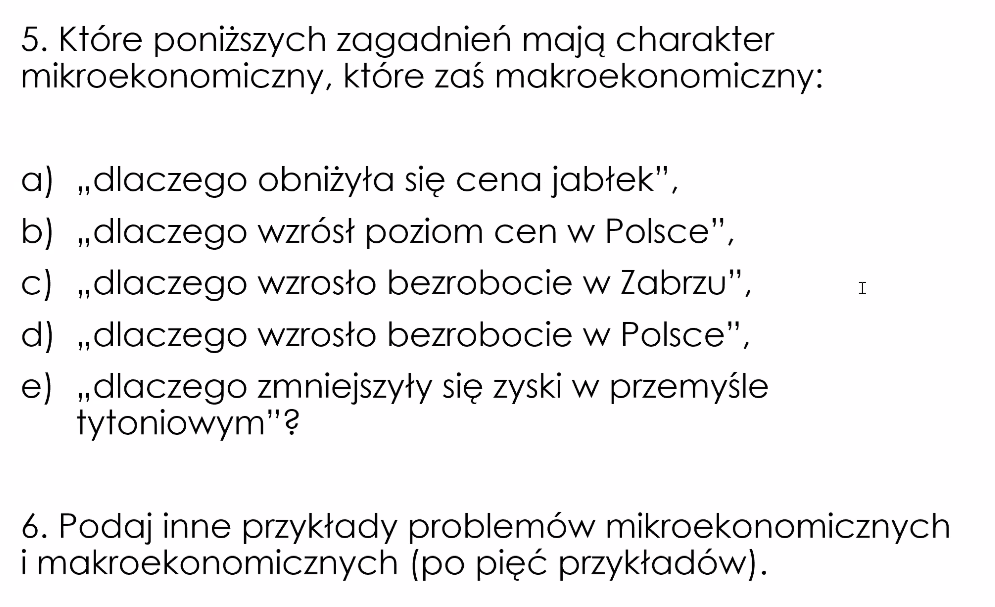 5. Które poniższych zagadnień mają charakter
mikroekonomiczny, które zaś makroekonomiczny:
a) „dlaczego obniżyła się cena jabłek”,
b) „dlaczego wzrósł poziom cen w Polsce”,
c) „dlaczego wzrosło bezrobocie w Zabrzu”,
d) „dlaczego wzrosło bezrobocie w Polsce”,
e) „dlaczego zmniejszyły się zyski w przemyśle
tytoniowym”?
6. Podaj inne przykłady problemów mikroekonomicznych
i makroekonomicznych (po pięć przykładów).